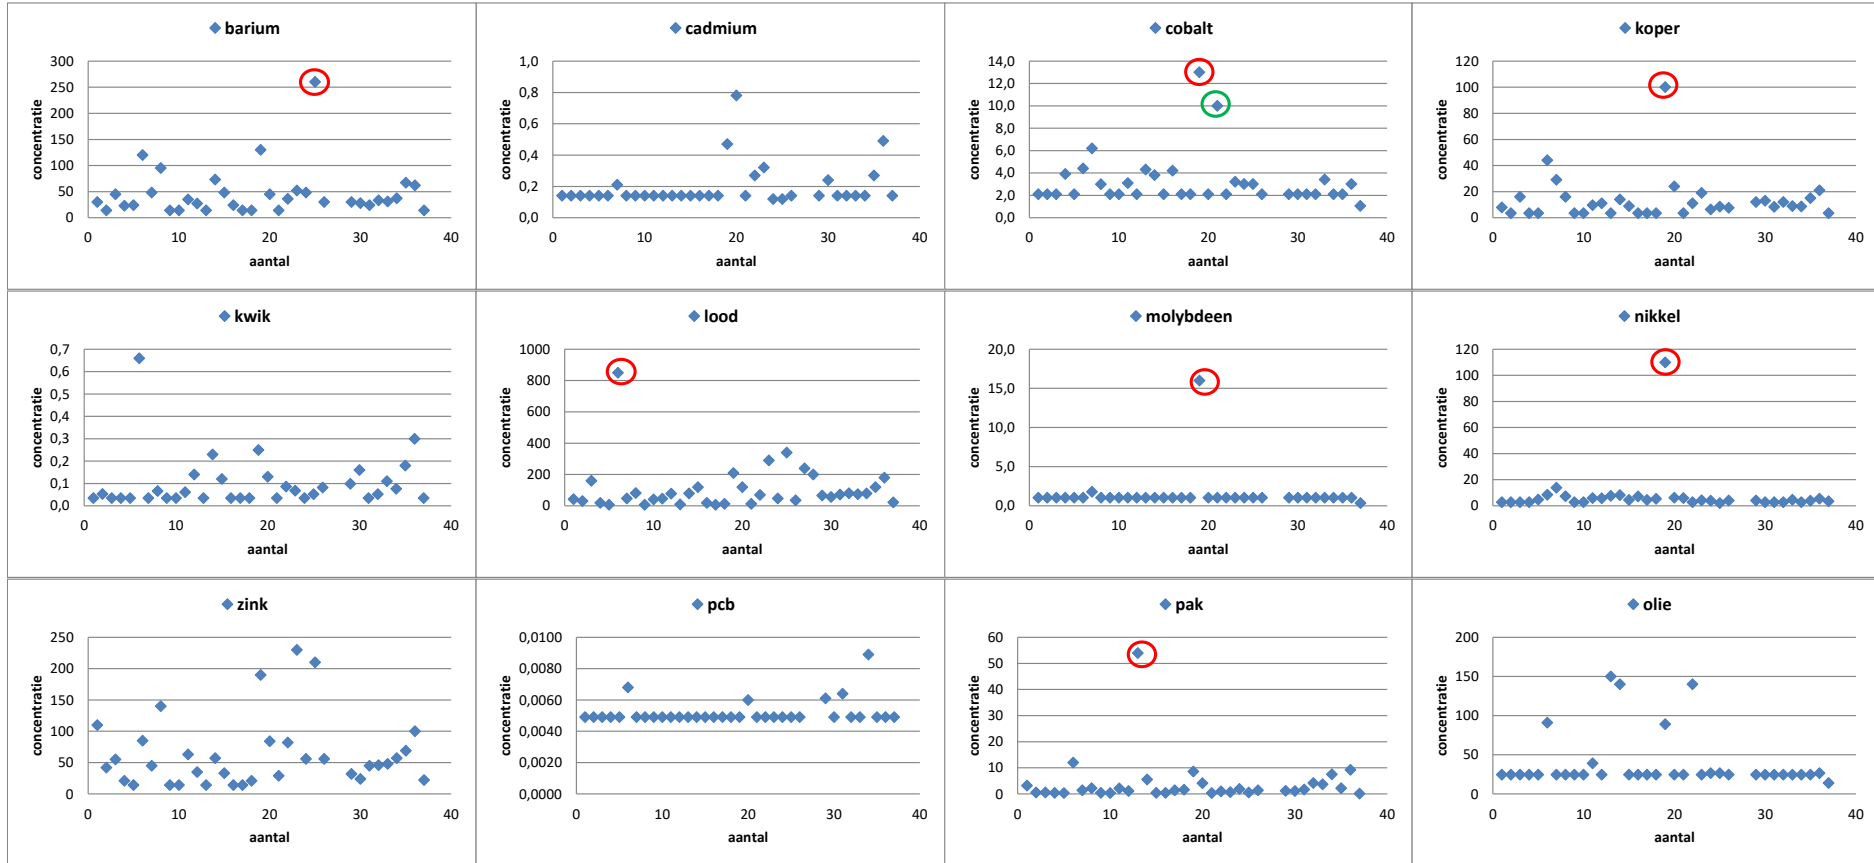 barium
300
250
200
150
100
50
0
concentratie
0 10 20 30 40
aantal
cadmium
1,0
0,8
0,6
0,4
0,2
0,0
concentratie
0 10 20 30 40
aantal
cobalt
14,0
12,0
10,0
8,0
6,0
4,0
2,0
0,0
concentratie
0 10 20 30 40
aantal
koper
120
100
80
60
40
20
0
concentratie
0 10 20 30 40
aantal
kwik
0,7
0,6
0,5
0,4
0,3
0,2
0,1
0,0
concentratie
0 10 20 30 40
aantal
lood
1000
800
600
400
200
0
concentratie
0 10 20 30 40
aantal
molybdeen
20,0
15,0
10,0
5,0
0,0
concentratie
0 10 20 30 40
aantal
nikkel
120
100
80
60
40
20
0
concentratie
0 10 20 30 40
aantal
zink
250
200
150
100
50
0
concentratie
0 10 20 30 40
aantal
pcb
0,0100
0,0080
0,0060
0,0040
0,0020
0,0000
concentratie
0 10 20 30 40
aantal
pak
60
50
40
30
20
10
0
concentratie
0 10 20 30 40
aantal
olie
200
150
100
50
0
concentratie
0 10 20 30 40
aantal